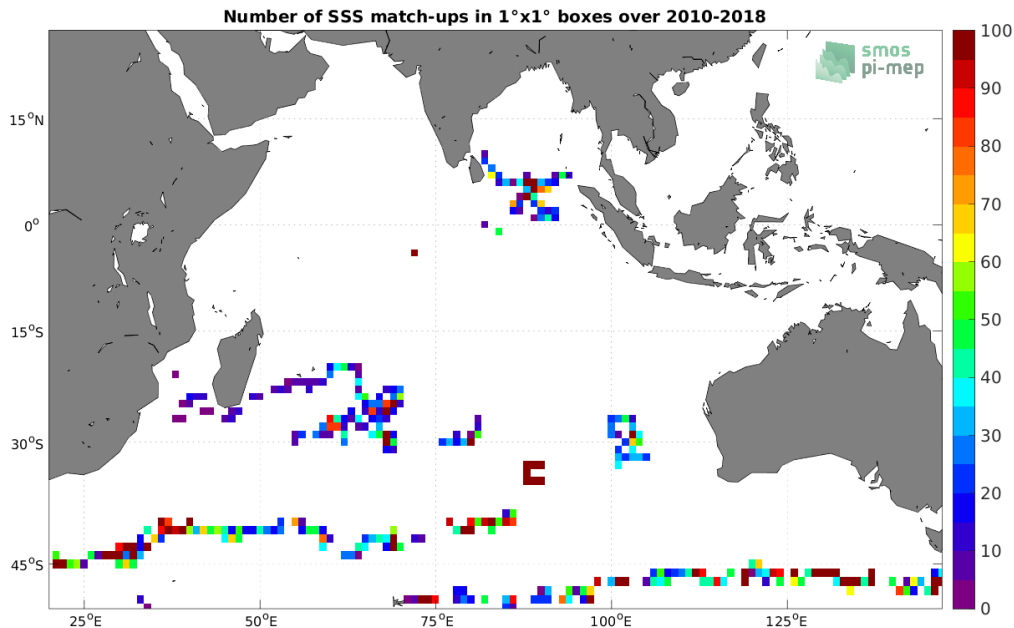 Number of SSS match-ups in 1°x1° boxes over 2010-2018
smos
pi-mep
15°N
0°
15°S
30°S
45°S
25°E
50°E
75°E
100°E
125°E
100
90
80
70
60
50
40
30
20
10
0